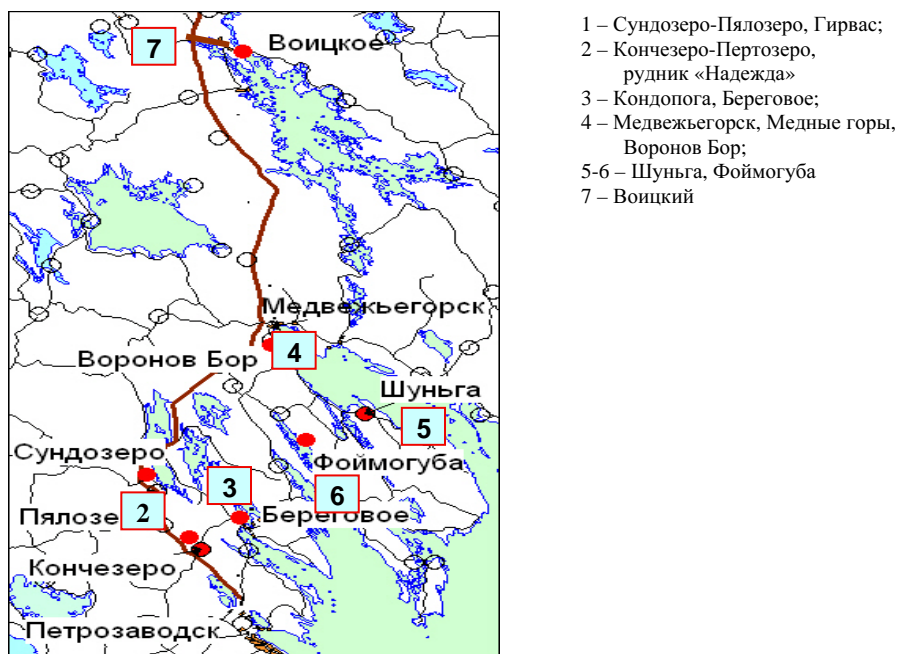 7
Воицкое
Медвежьегорск
Воронов Бор
4
Шуньга
5
Сундозеро
Фоймогуба
3
6
Пялозе
2
Береговое
Кончезеро
Петрозаводск
1 – Сундозеро-Пялозеро, Гирвас;
2 – Кончезеро-Пертозеро,
рудник «Надежда»
3 – Кондопога, Береговое;
4 – Медвежьегорск, Медные горы,
Воронов Бор;
5-6 – Шуньга, Фоймогуба
7 – Воицкий